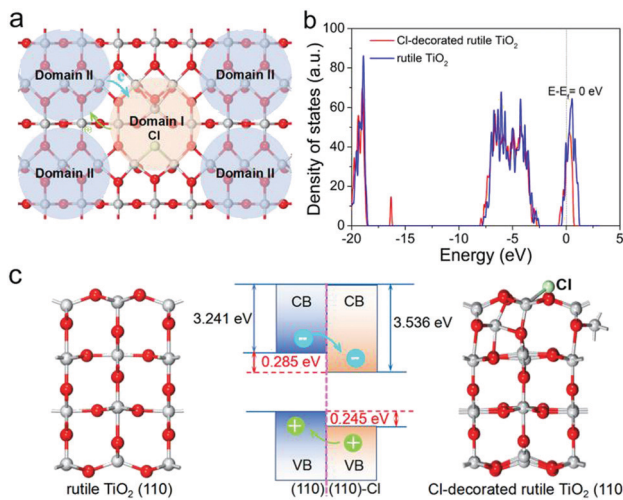 a
Domain II
e
Domain II
Domain I
Cl
Domain II
Domain II
b
Cl-decorated rutile TiO2
rutile TiO2
E-Ef= 0 eV
Density of states (a.u.)
100
80
60
40
20
0
-20 -15 -10 -5 0 5
Energy (eV)
c
CB CB
3.241 eV
3.536 eV
0.285 eV
0.245 eV
VB VB
(110) (110)-Cl
rutile TiO2 (110)
Cl
Cl-decorated rutile TiO2 (110